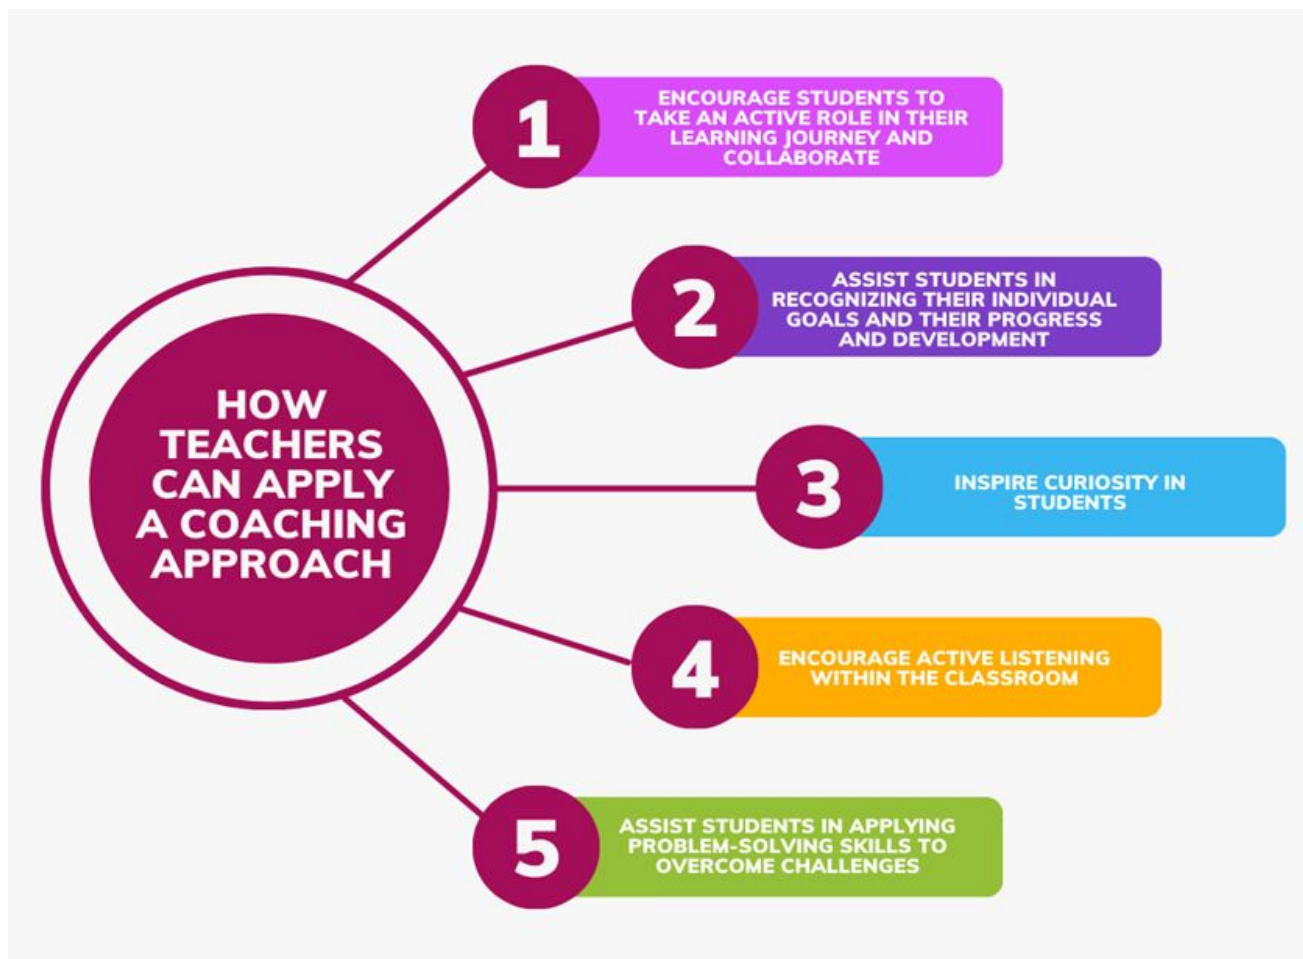 HOW
TEACHERS
CAN APPLY
A COACHING
APPROACH
1
ENCOURAGE STUDENTS TO
TAKE AN ACTIVE ROLE IN THEIR
LEARNING JOURNEY AND
COLLABORATE
2
ASSIST STUDENTS IN
RECOGNIZING THEIR INDIVIDUAL
GOALS AND THEIR PROGRESS
AND DEVELOPMENT
3
INSPIRE CURIOSITY IN
STUDENTS
4
ENCOURAGE ACTIVE LISTENING
WITHIN THE CLASSROOM
5
ASSIST STUDENTS IN APPLYING
PROBLEM-SOLVING SKILLS TO
OVERCOME CHALLENGES